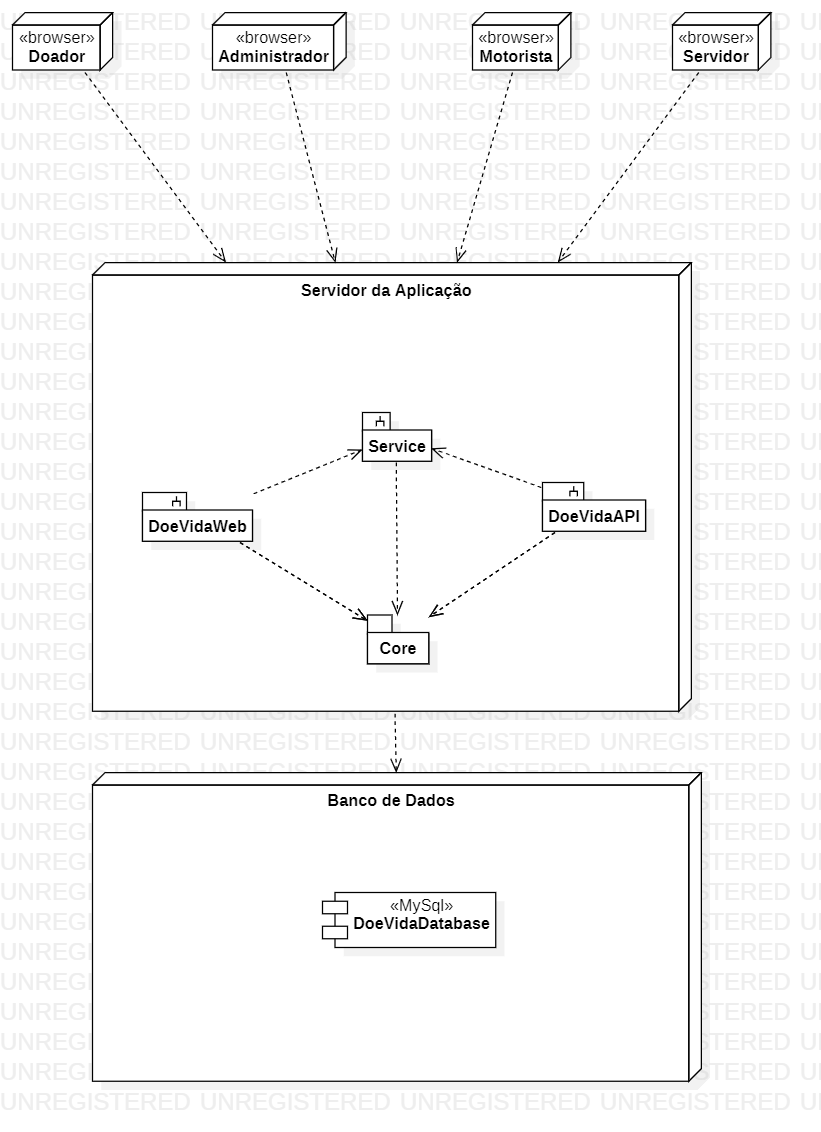 «browser»
Doador
«browser»
Administrador
«browser»
Motorista
«browser»
Servidor
Servidor da Aplicação
Service
DoeVidaWeb
DoeVidaAPI
Core
Banco de Dados
«MySql»
DoeVidaDatabase
UNREGISTERED